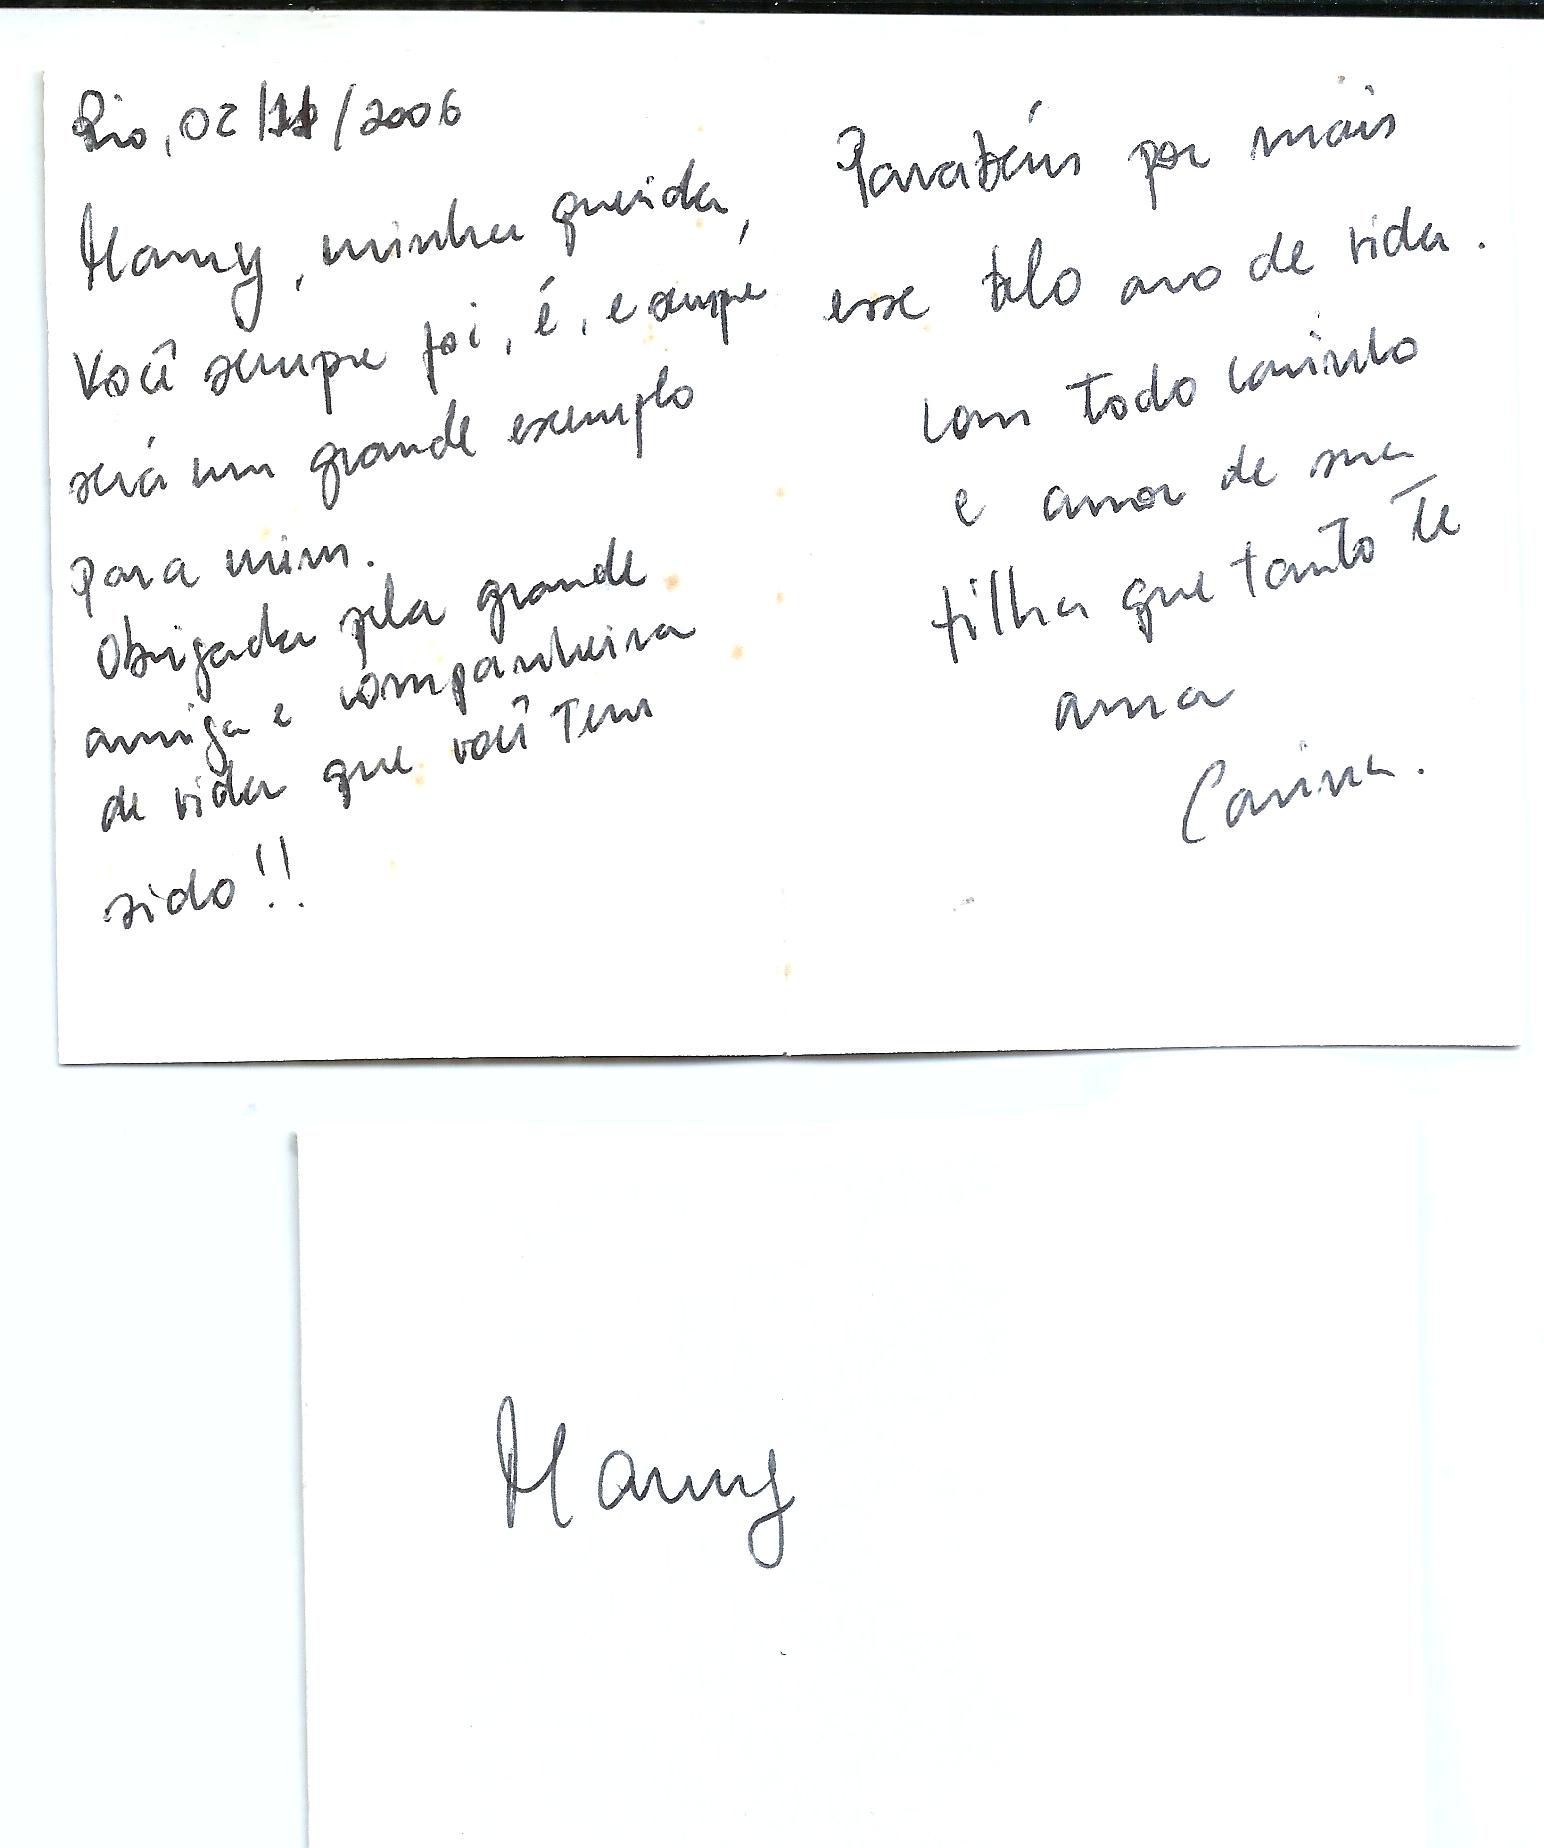 Rio, 02/11/2006
Mamy, minha querida,
Você sempre foi, é, e sempre
será um grande exemplo
para mim.
Obrigada pela grande
amiga e companheira
de vida que você tem
sido!!
Parabéns por mais
esse belo ano de vida.
Com todo carinho
e amor de sua
filha que tanto te
ama
Carina.
Mamy